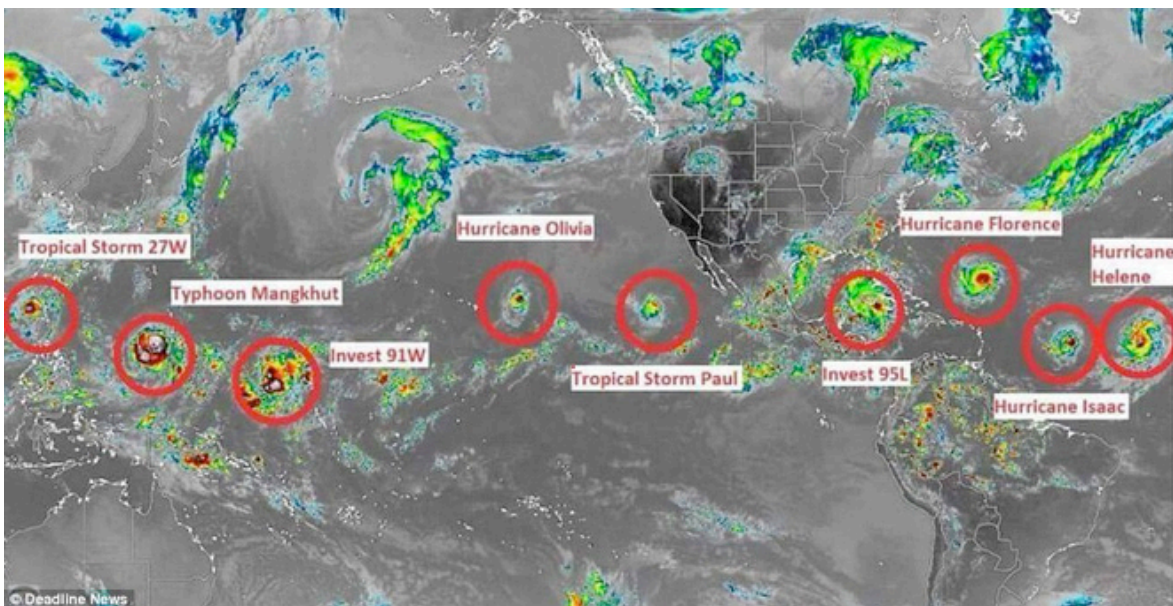 Hurricane Olivia
Hurricane Florence
Tropical Storm 27W
Hurricane
Helene
Typhoon Mangkhut
Invest 91W
Tropical Storm Paul
Invest 95L
Hurricane Isaac
© Deadline News